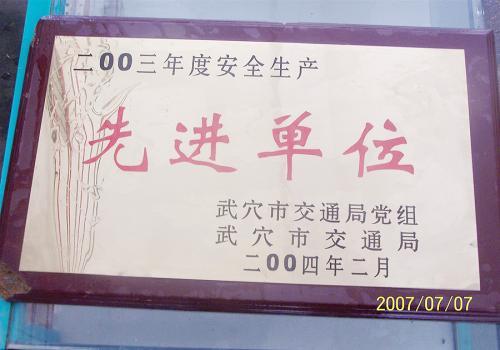 二00三年度安全生产
先进单位
武穴市交通局党组
武穴市交通局
二00四年二月
2007/07/07